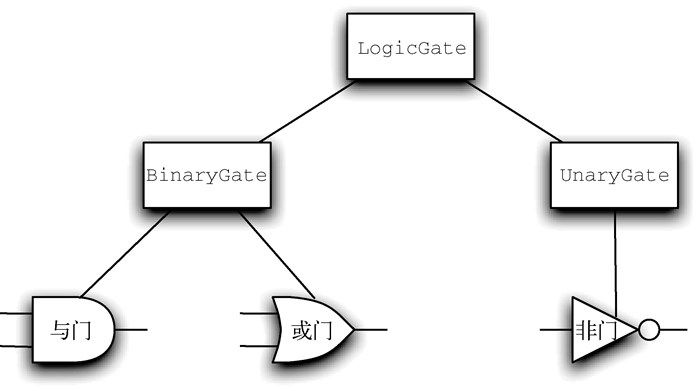 LogicGate
BinaryGate
UnaryGate
与门
或门
非门